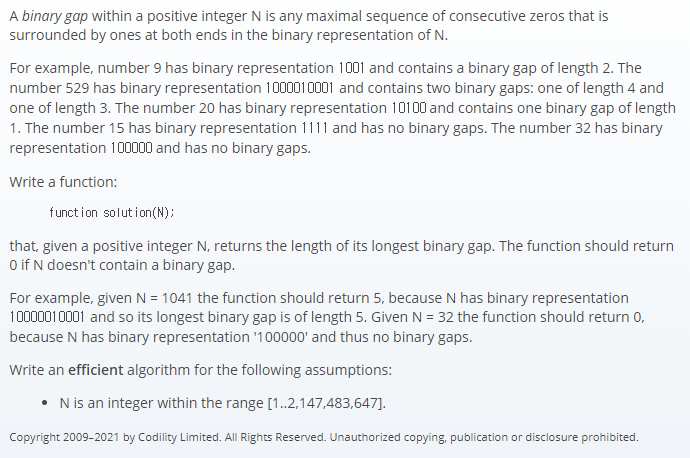 A binary gap within a positive integer N is any maximal sequence of consecutive zeros that is
surrounded by ones at both ends in the binary representation of N.
For example, number 9 has binary representation 1001 and contains a binary gap of length 2. The
number 529 has binary representation 1000010001 and contains two binary gaps: one of length 4 and
one of length 3. The number 20 has binary representation 10100 and contains one binary gap of length
1. The number 15 has binary representation 1111 and has no binary gaps. The number 32 has binary
representation 100000 and has no binary gaps.
Write a function:
function solution(N);
that, given a positive integer N, returns the length of its longest binary gap. The function should return
0 if N doesn't contain a binary gap.
For example, given N = 1041 the function should return 5, because N has binary representation
10000010001 and so its longest binary gap is of length 5. Given N = 32 the function should return 0,
because N has binary representation '100000' and thus no binary gaps.
Write an efficient algorithm for the following assumptions:
• N is an integer within the range [1..2,147,483,647].
Copyright 2009–2021 by Codility Limited. All Rights Reserved. Unauthorized copying, publication or disclosure prohibited.